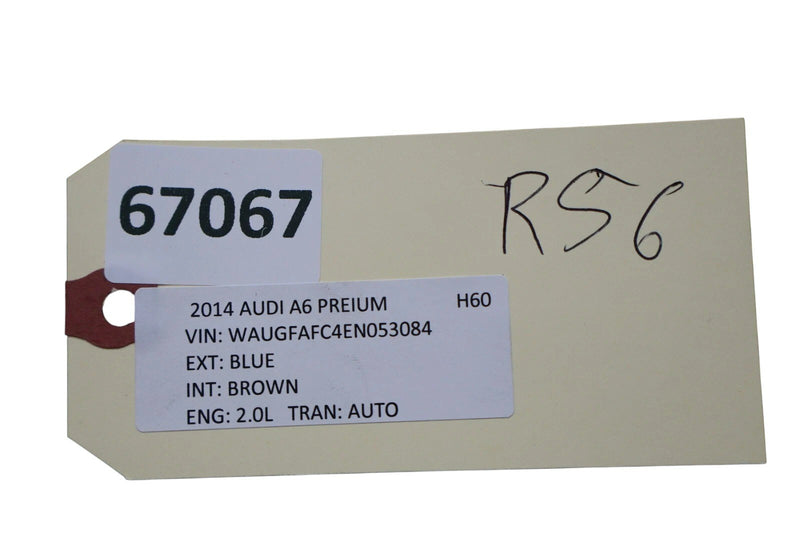 67067
RS6
2014 AUDI A6 PREIUM H60
VIN: WAUGFAFC4EN053084
EXT: BLUE
INT: BROWN
ENG: 2.0L TRAN: AUTO